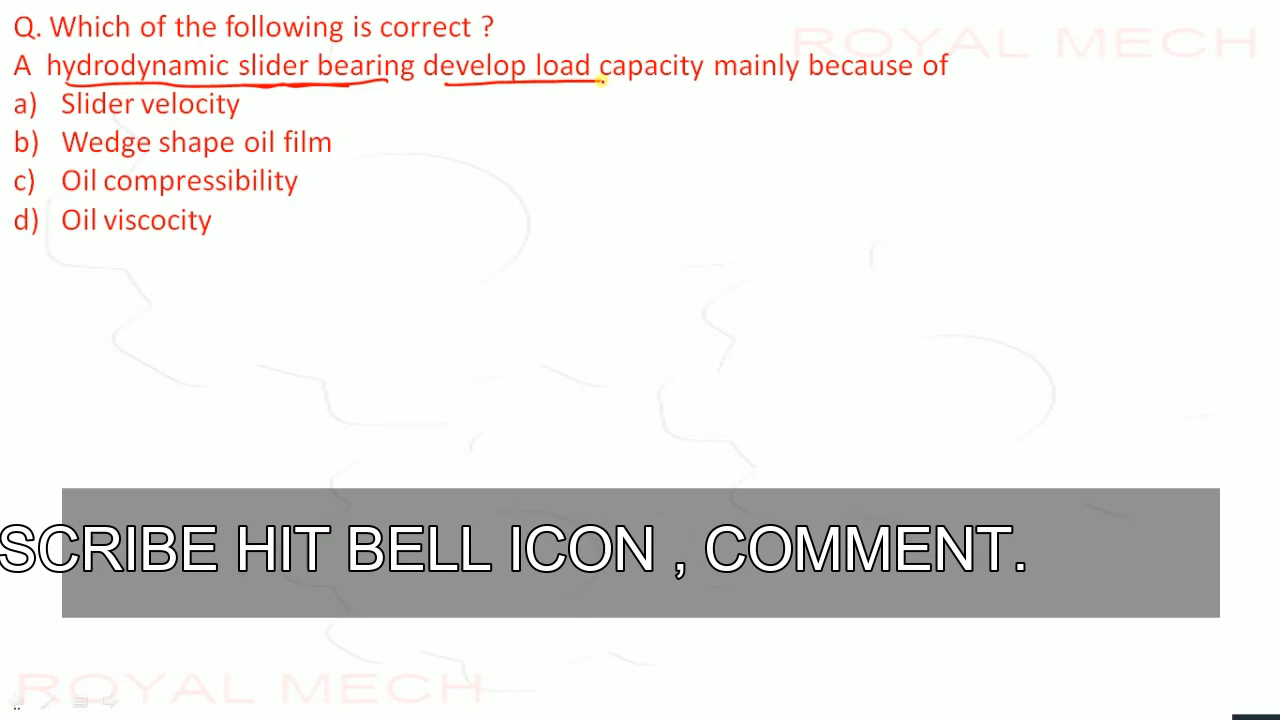 ROYAL MECH
Q. Which of the following is correct ?
A hydrodynamic slider bearing develop load capacity mainly because of
a) Slider velocity
b) Wedge shape oil film
c) Oil compressibility
d) Oil viscocity
SCRIBE HIT BELL ICON , COMMENT.
ROYAL MECH